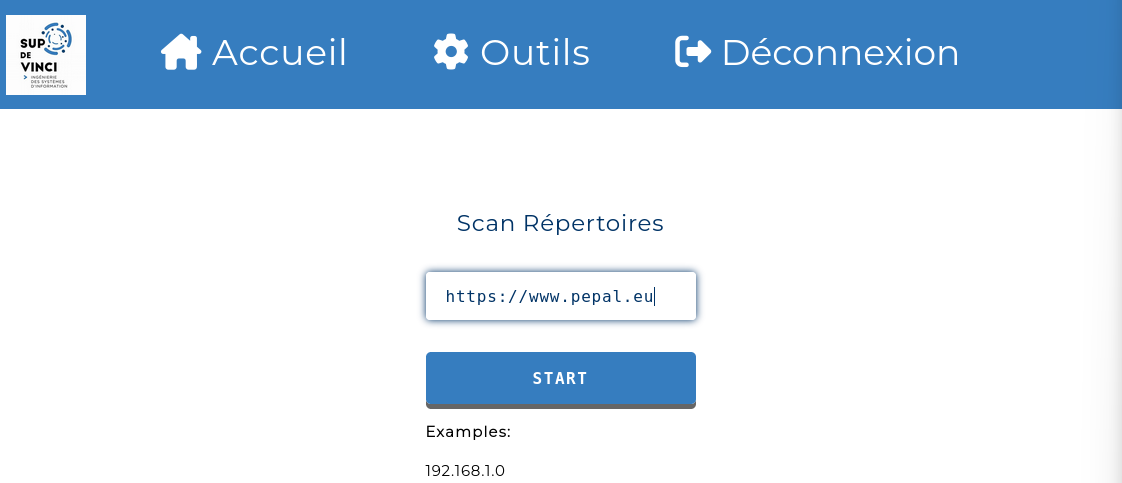 SUP
DE
VINCI
INGÉNIERIE
DES SYSTÈMES
D'INFORMATION
Accueil
Outils
Déconnexion
Scan Répertoires
https://www.pepal.eu
START
Examples:
192.168.1.0